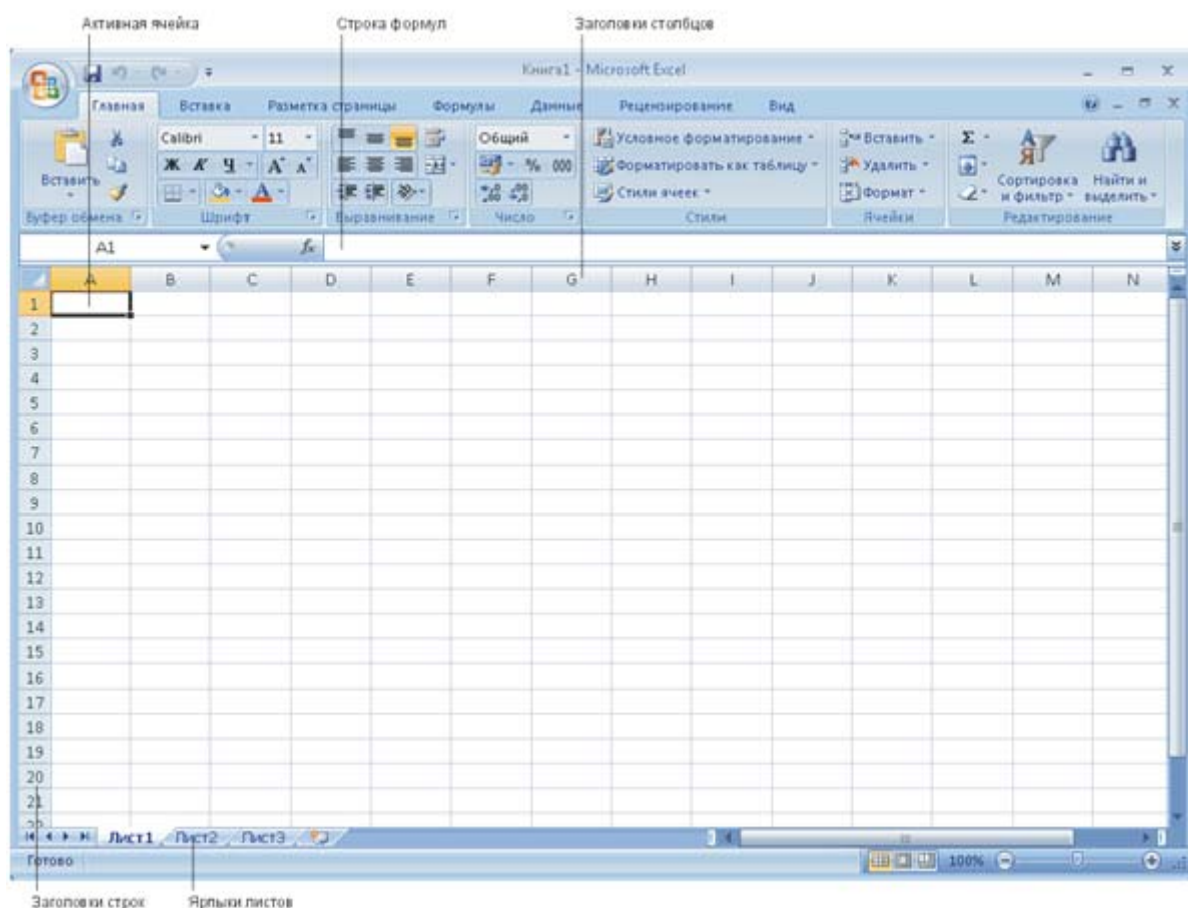 Активная ячейка Строка формул Заголовки столбцов
Книга1 - Microsoft Excel
Главная Вставка Разметка страницы Формулы Данные Рецензирование Вид
Вставить
Calibri 11
Ж К Ч А А
А
Общий
% 000
Условное форматирование
Форматировать как таблицу
Стили ячеек
Вставить
Удалить
Формат
Σ
Сортировка и фильтр
Найти и выделить
Буфер обмена Шрифт Выравнивание Число Стили Ячейки Редактирование
A1 fx
A B C D E F G H I J K L M N
1
2
3
4
5
6
7
8
9
10
11
12
13
14
15
16
17
18
19
20
21
22
Лист1 Лист2 Лист3
Готово 100%
Заголовки строк Ярлыки листов